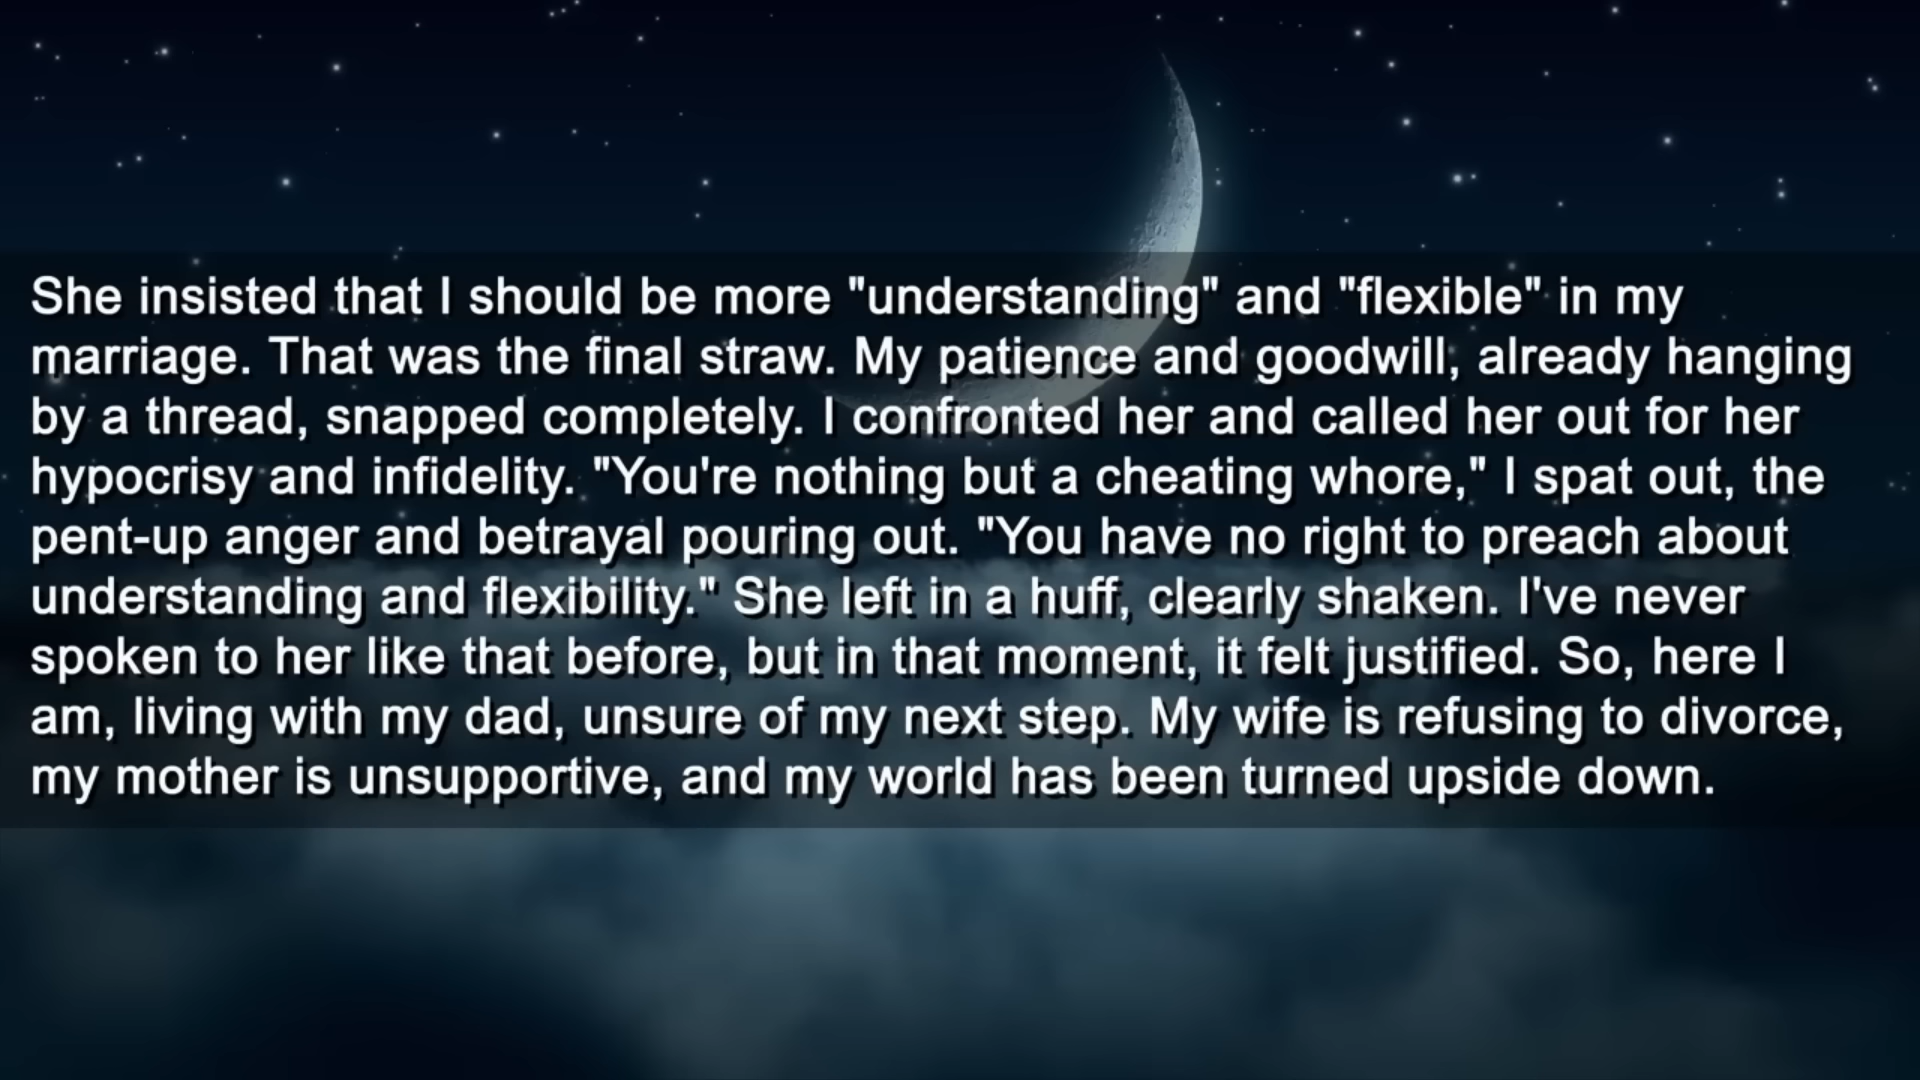 She insisted that I should be more "understanding" and "flexible" in my
marriage. That was the final straw. My patience and goodwill, already hanging
by a thread, snapped completely. I confronted her and called her out for her
hypocrisy and infidelity. "You're nothing but a cheating whore," I spat out, the
pent-up anger and betrayal pouring out. "You have no right to preach about
understanding and flexibility." She left in a huff, clearly shaken. I've never
spoken to her like that before, but in that moment, it felt justified. So, here I
am, living with my dad, unsure of my next step. My wife is refusing to divorce,
my mother is unsupportive, and my world has been turned upside down.